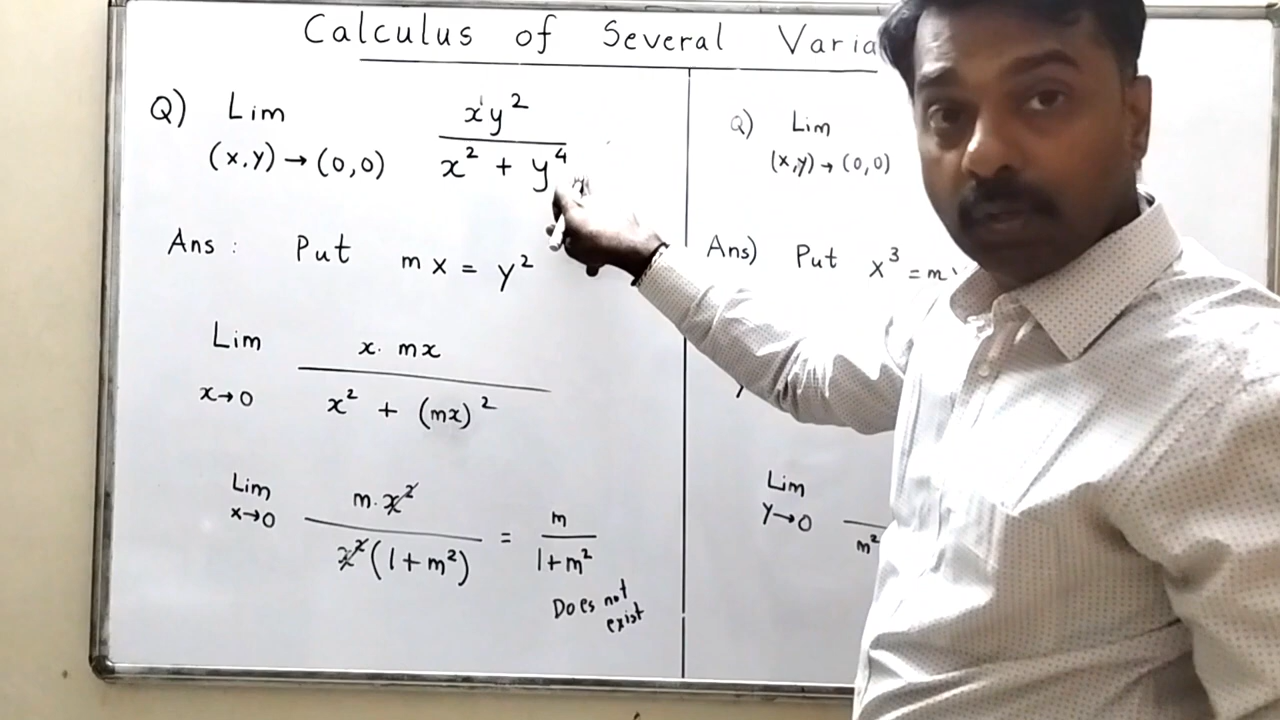 Calculus of Several Varia
Q) Lim xy²
(x,y)→(0,0) x² + y⁴
Ans : Put mx = y²
Lim x. mx
x→0 x² + (mx)²
Lim m.x² = m
x→0 x²(1+m²) 1+m²
Does not
exist
Q) Lim
(x,y)→(0,0)
Ans) Put x³ = m
Lim
y→0
m²